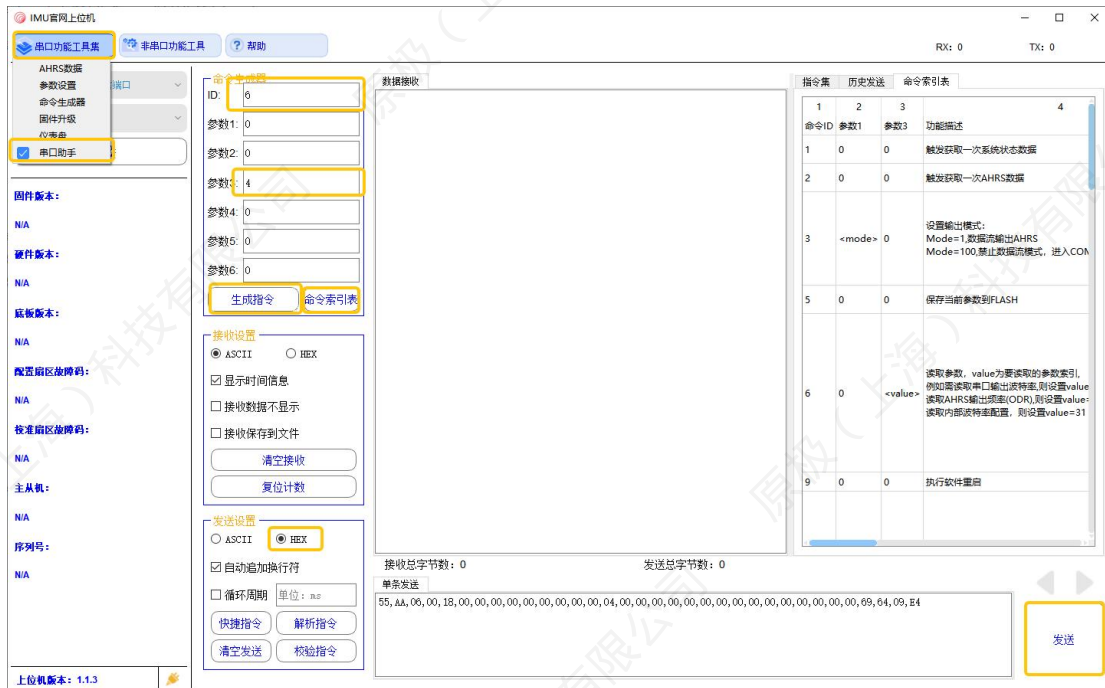 IMU官网上位机
串口功能工具集 非串口功能工具 帮助
RX: 0 TX: 0
AHRS数据
参数设置
端口
命令生成器
固件升级
仪表盘
串口助手
固件版本:
N/A
硬件版本:
N/A
底板版本:
N/A
配置扇区故障码:
N/A
校准扇区故障码:
N/A
主从机:
N/A
序列号:
N/A
上位机版本: 1.1.3
命令生成器
ID: 6
参数1: 0
参数2: 0
参数3: 4
参数4: 0
参数5: 0
参数6: 0
生成指令 命令索引表
接收设置
ASCII HEX
显示时间信息
接收数据不显示
接收保存到文件
清空接收
复位计数
发送设置
ASCII HEX
自动追加换行符
循环周期 单位: ms
快捷指令 解析指令
清空发送 校验指令
数据接收
接收总字节数: 0 发送总字节数: 0
单条发送
55,AA,06,00,18,00,00,00,00,00,00,00,00,00,00,04,00,00,00,00,00,00,00,00,00,00,00,00,00,69,64,09,E4
发送
指令集 历史发送 命令索引表
1 2 3 4
命令ID 参数1 参数3 功能描述
1 0 0 触发获取一次系统状态数据
2 0 0 触发获取一次AHRS数据
设置输出模式:
3 <mode> 0 Mode=1,数据流输出AHRS
Mode=100,禁止数据流模式, 进入CON
5 0 0 保存当前参数到FLASH
读取参数, value为要读取的参数索引,
例如需读取串口输出波特率,则设置value
6 0 <value> 读取AHRS输出频率(ODR),则设置value=
读取内部波特率配置, 则设置value=31
9 0 0 执行软件重启
原极（上海）科技有限公司